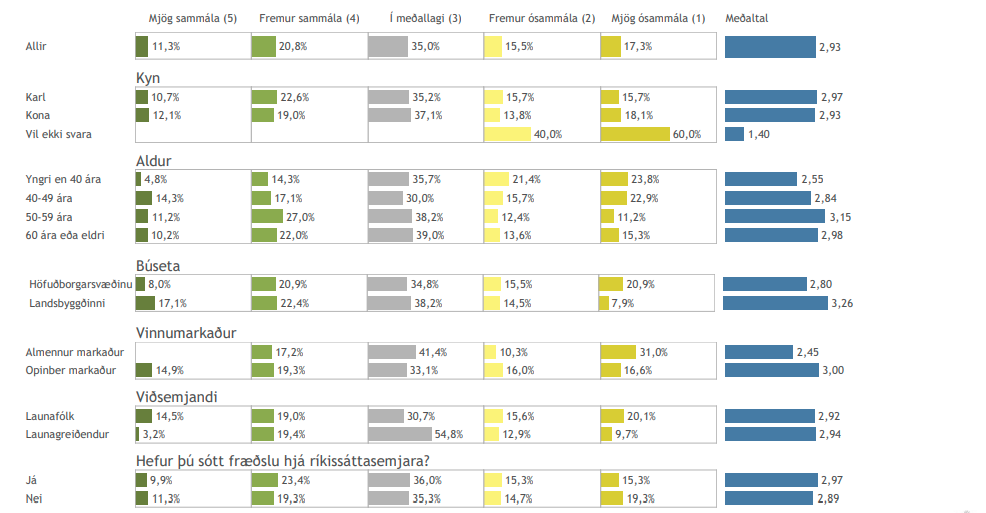 Mjög sammála (5) Fremur sammála (4) Í meðallagi (3) Fremur ósammála (2) Mjög ósammála (1) Meðaltal
Allir 11,3% 20,8% 35,0% 15,5% 17,3% 2,93
Kyn
Karl 10,7% 22,6% 35,2% 15,7% 15,7% 2,97
Kona 12,1% 19,0% 37,1% 13,8% 18,1% 2,93
Vil ekki svara 40,0% 60,0% 1,40
Aldur
Yngri en 40 ára 4,8% 14,3% 35,7% 21,4% 23,8% 2,55
40-49 ára 14,3% 17,1% 30,0% 15,7% 22,9% 2,84
50-59 ára 11,2% 27,0% 38,2% 12,4% 11,2% 3,15
60 ára eða eldri 10,2% 22,0% 39,0% 13,6% 15,3% 2,98
Búseta
Höfuðborgarsvæðinu 8,0% 20,9% 34,8% 15,5% 20,9% 2,80
Landsbyggðinni 17,1% 22,4% 38,2% 14,5% 7,9% 3,26
Vinnumarkaður
Almennur markaður 17,2% 41,4% 10,3% 31,0% 2,45
Opinber markaður 14,9% 19,3% 33,1% 16,0% 16,6% 3,00
Viðsemjandi
Launafólk 14,5% 19,0% 30,7% 15,6% 20,1% 2,92
Launagreiðendur 3,2% 19,4% 54,8% 12,9% 9,7% 2,94
Hefur þú sótt fræðslu hjá ríkissáttasemjara?
Já 9,9% 23,4% 36,0% 15,3% 15,3% 2,97
Nei 11,3% 19,3% 35,3% 14,7% 19,3% 2,89